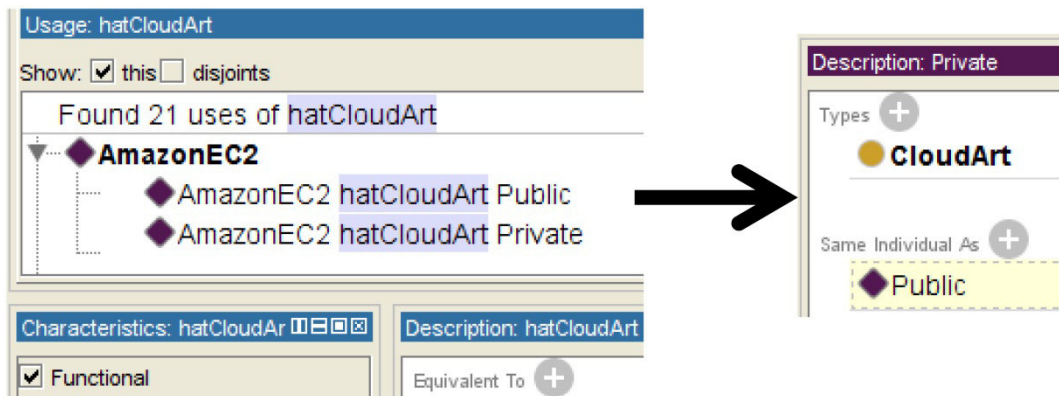 Usage: hatCloudArt
Show: this disjoints
Found 21 uses of hatCloudArt
AmazonEC2
AmazonEC2 hatCloudArt Public
AmazonEC2 hatCloudArt Private
Characteristics: hatCloudAr
Functional
Description: hatCloudArt
Equivalent To
Description: Private
Types
CloudArt
Same Individual As
Public